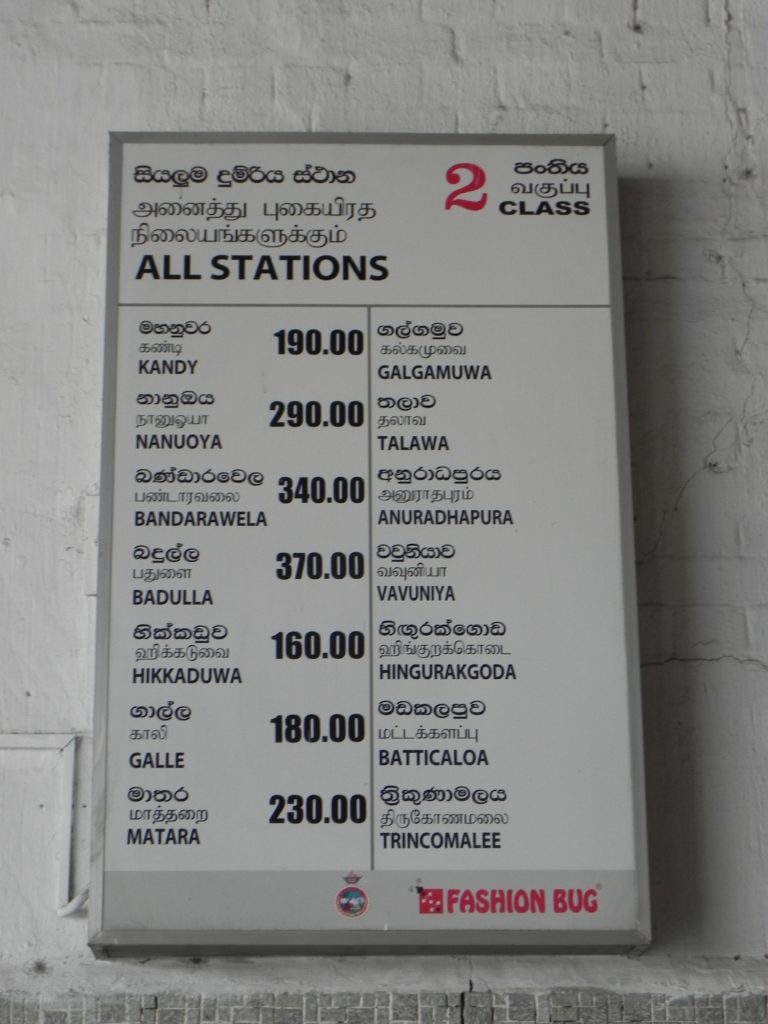 සියලුම දුම්රිය ස්ථාන
அனைத்து புகையிரத
நிலையங்களுக்கும்
ALL STATIONS
2
පංතිය
வகுப்பு
CLASS
මහනුවර
கண்டி
KANDY
190.00
නානුඔය
நானுஓயா
NANUOYA
290.00
බණ්ඩාරවෙල
பண்டாரவலை
BANDARAWELA
340.00
බදුල්ල
பதுளை
BADULLA
370.00
හික්කඩුව
ஹிக்கடுவை
HIKKADUWA
160.00
ගාල්ල
காலி
GALLE
180.00
මාතර
மாத்தறை
MATARA
230.00
ගල්ගමුව
கல்கமுவை
GALGAMUWA
තලාව
தலாவ
TALAWA
අනුරාධපුරය
அனுராதபுரம்
ANURADHAPURA
වවුනියාව
வவுனியா
VAVUNIYA
හිඟුරක්ගොඩ
ஹிங்குறக்கொடை
HINGURAKGODA
මඩකලපුව
மட்டக்களப்பு
BATTICALOA
ත්‍රිකුණාමලය
திருகோணமலை
TRINCOMALEE
FASHION BUG